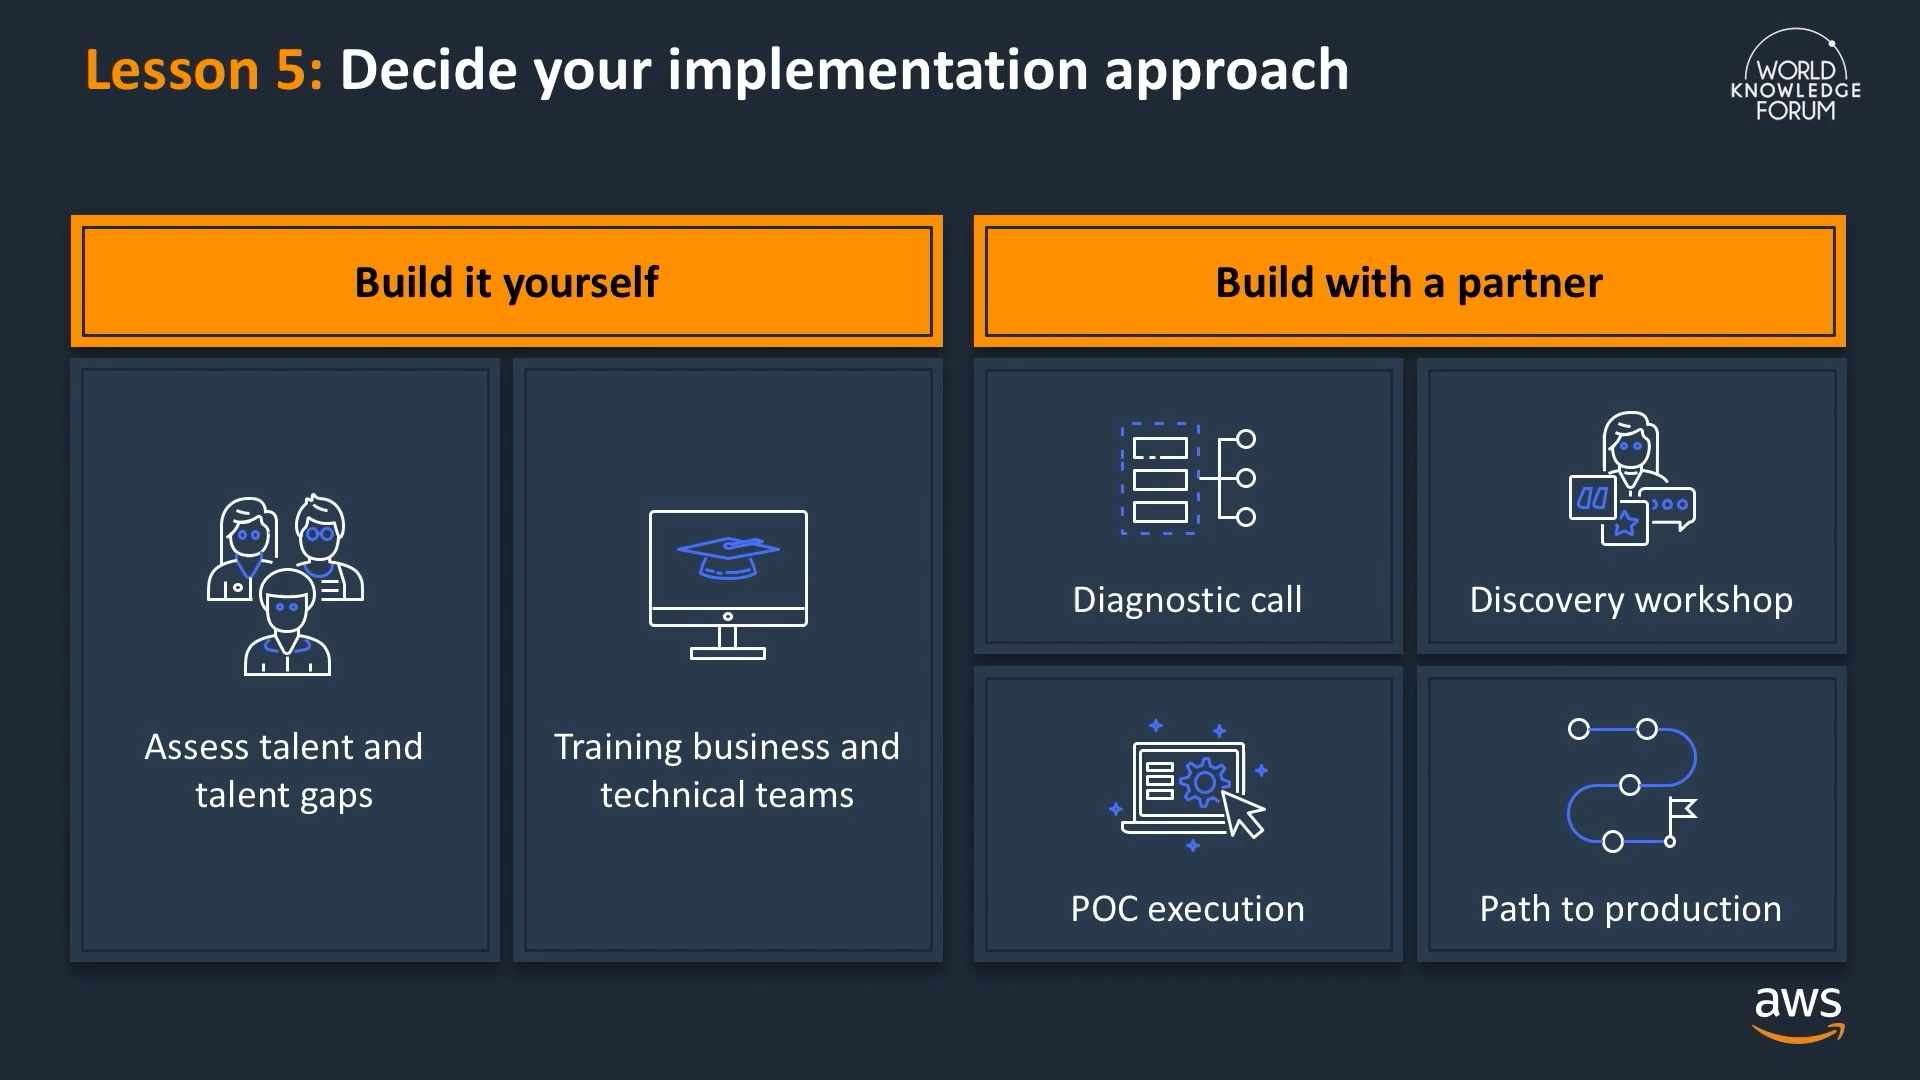 Lesson 5: Decide your implementation approach
WORLD
KNOWLEDGE
FORUM
Build it yourself
Build with a partner
Assess talent and
talent gaps
Training business and
technical teams
Diagnostic call
Discovery workshop
POC execution
Path to production
aws